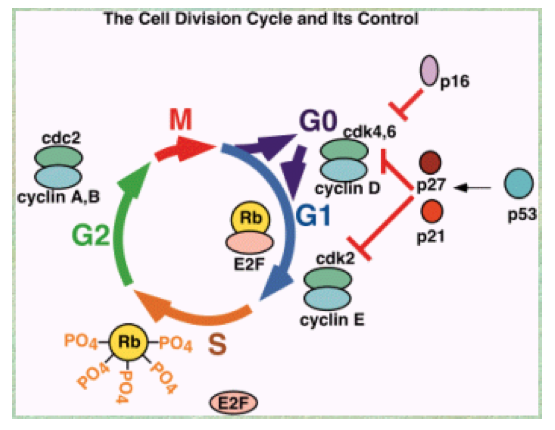 The Cell Division Cycle and Its Control
p16
M
G0
cdk4,6
cdc2
cyclin A,B
cyclin D
p27
p53
p21
G2
Rb
G1
E2F
cdk2
cyclin E
S
PO4
Rb
PO4
PO4
PO4
PO4
E2F